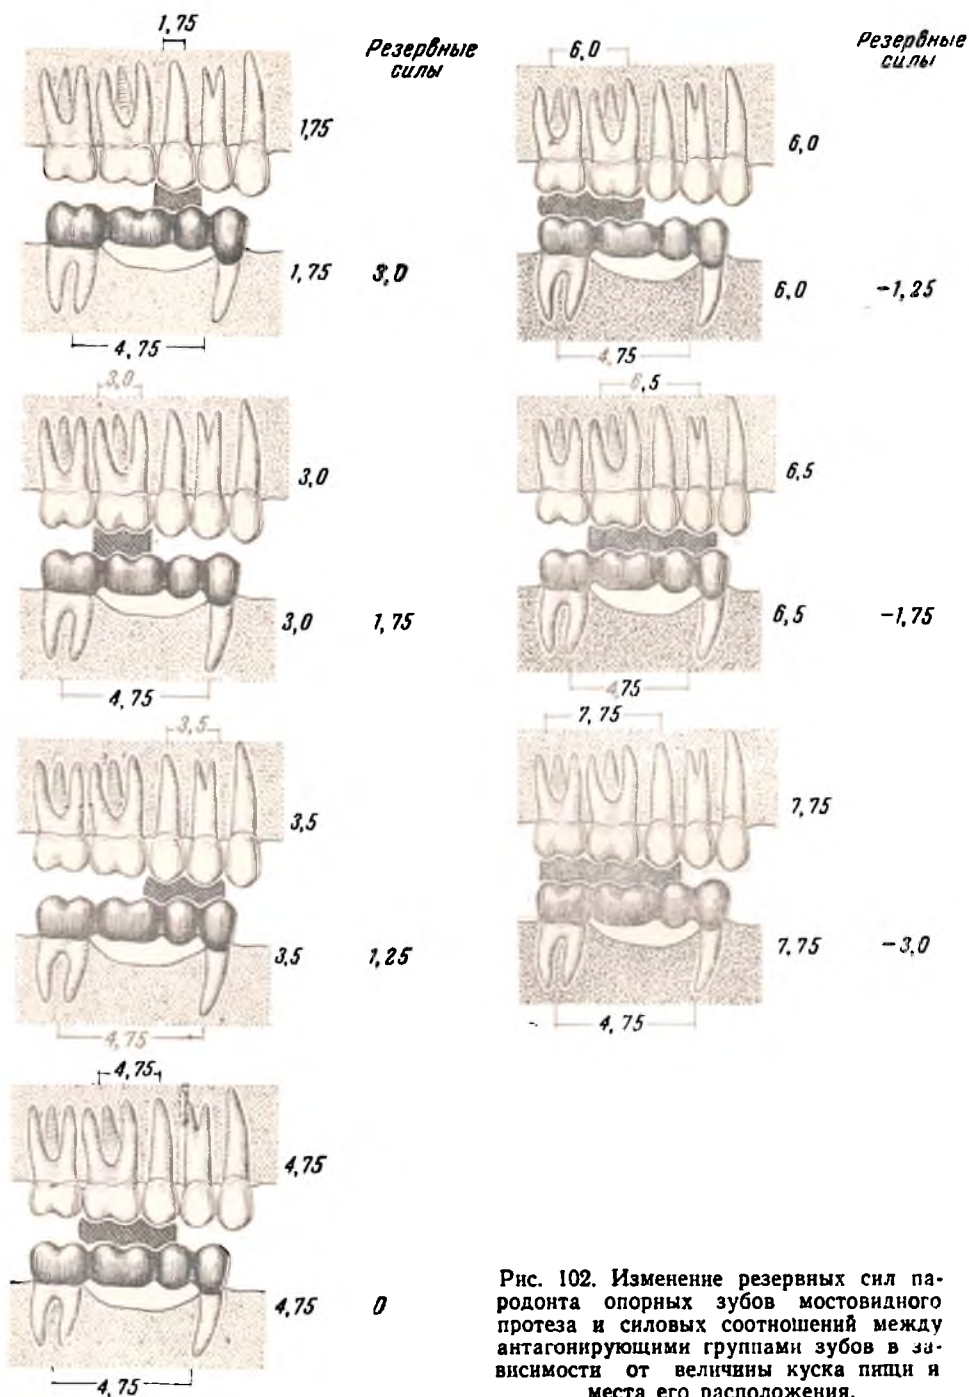 1,75
Резервные
силы
1,75
1,75 3,0
4,75
3,0
3,0
3,0 1,75
4,75
3,5
3,5
3,5 1,25
4,75
4,75
4,75
4,75 0
4,75
Резервные
силы
6,0
6,0
6,0 -1,25
4,75
6,5
6,5
6,5 -1,75
4,75
7,75
7,75
7,75 -3,0
4,75
Рис. 102. Изменение резервных сил па-
родонта опорных зубов мостовидного
протеза и силовых соотношений между
антагонирующими группами зубов в за-
висимости от величины куска пищи и
места его расположения.